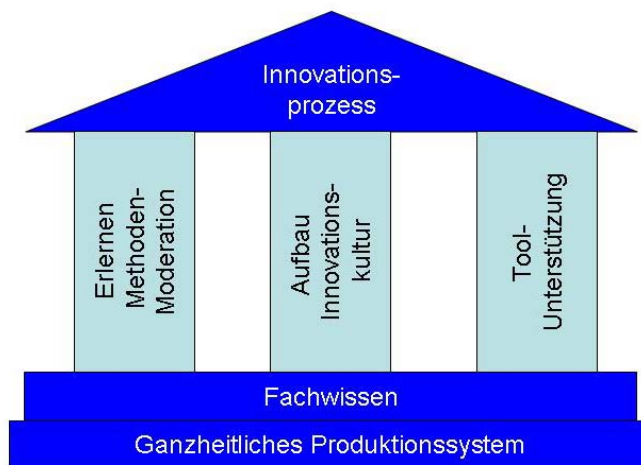 Innovations-
prozess
Erlernen
Methoden-
Moderation
Aufbau
Innovations-
kultur
Tool-
Unterstützung
Fachwissen
Ganzheitliches Produktionssystem